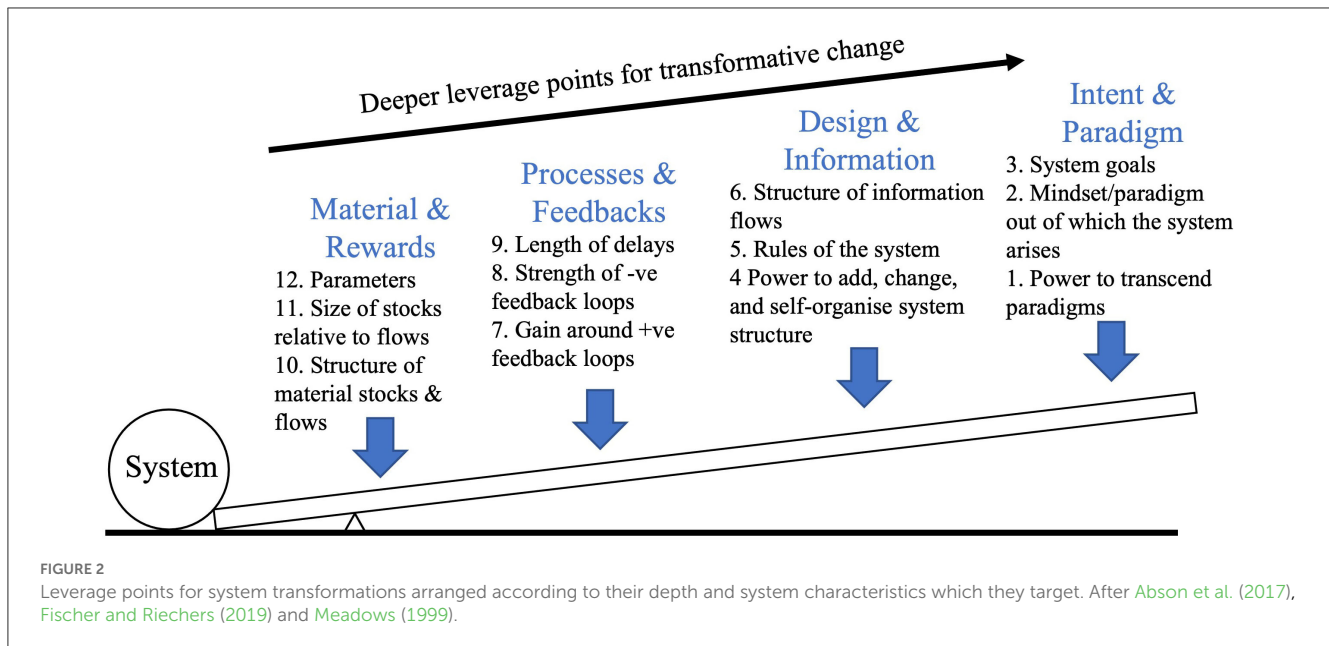 Deeper leverage points for transformative change
Material &
Rewards
12. Parameters
11. Size of stocks
relative to flows
10. Structure of
material stocks &
flows
Processes &
Feedbacks
9. Length of delays
8. Strength of -ve
feedback loops
7. Gain around +ve
feedback loops
Design &
Information
6. Structure of information
flows
5. Rules of the system
4 Power to add, change,
and self-organise system
structure
Intent &
Paradigm
3. System goals
2. Mindset/paradigm
out of which the system
arises
1. Power to transcend
paradigms
System
FIGURE 2
Leverage points for system transformations arranged according to their depth and system characteristics which they target. After Abson et al. (2017),
Fischer and Riechers (2019) and Meadows (1999).